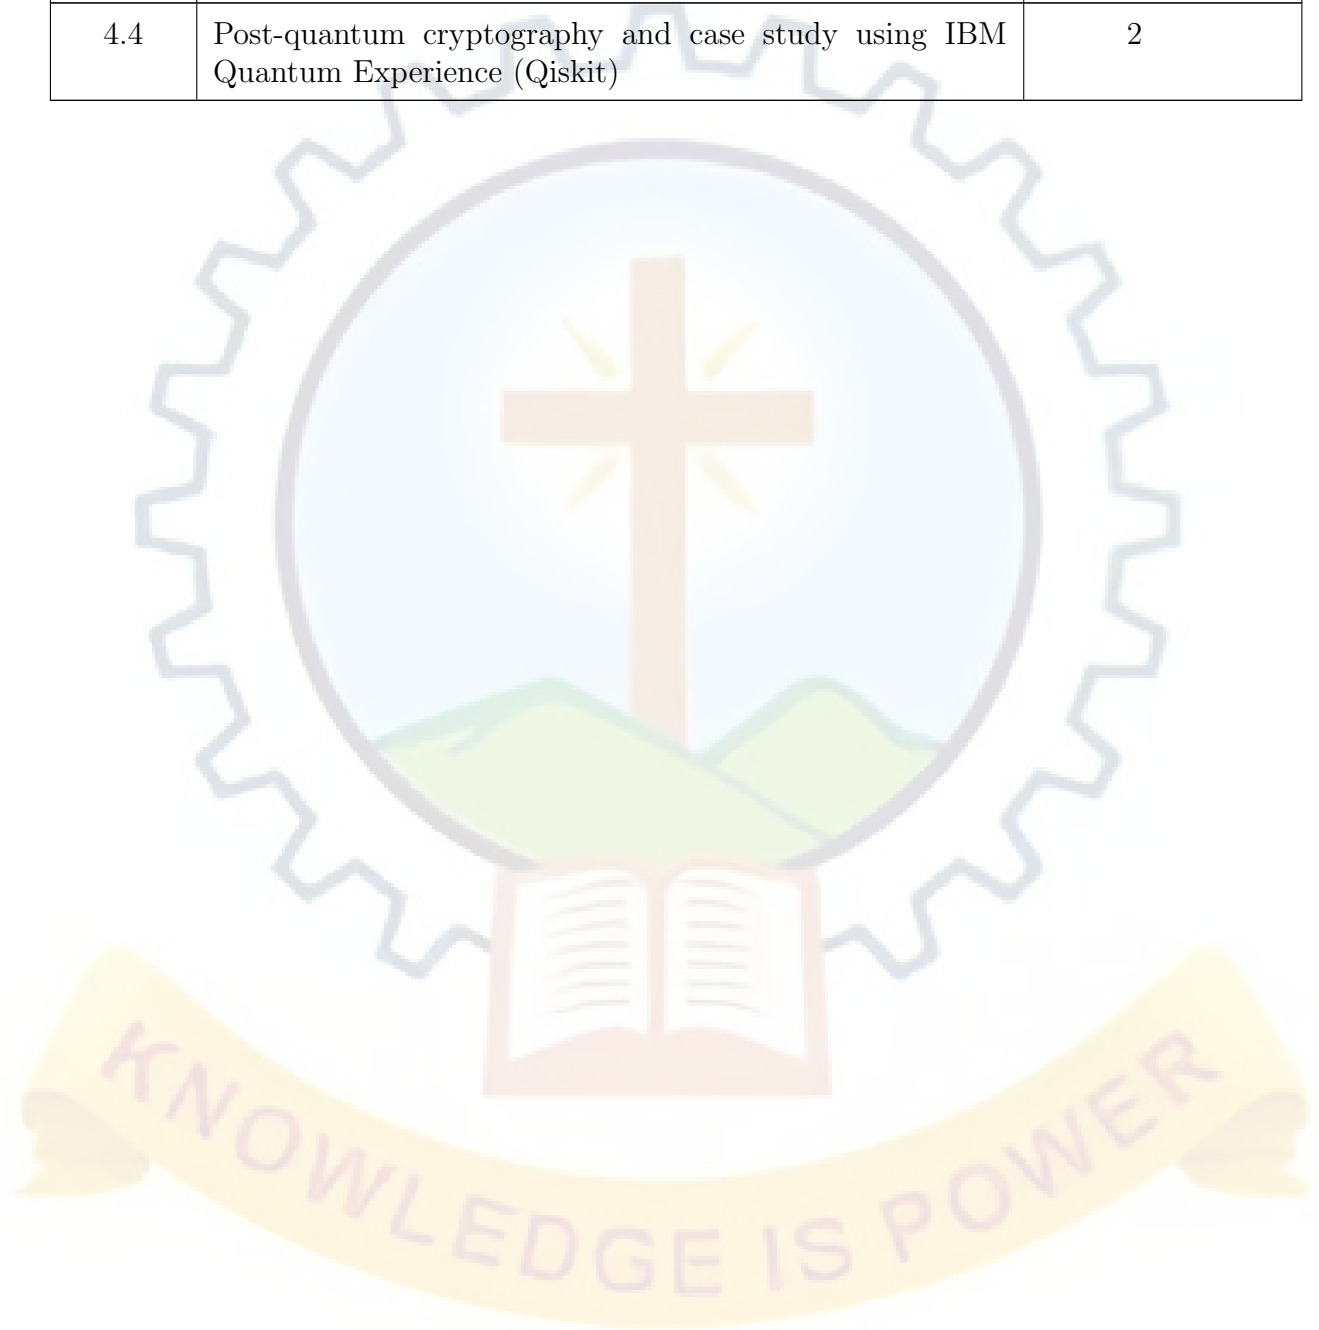 4.4 Post-quantum cryptography and case study using IBM 2
Quantum Experience (Qiskit)
KNOWLEDGE IS POWER